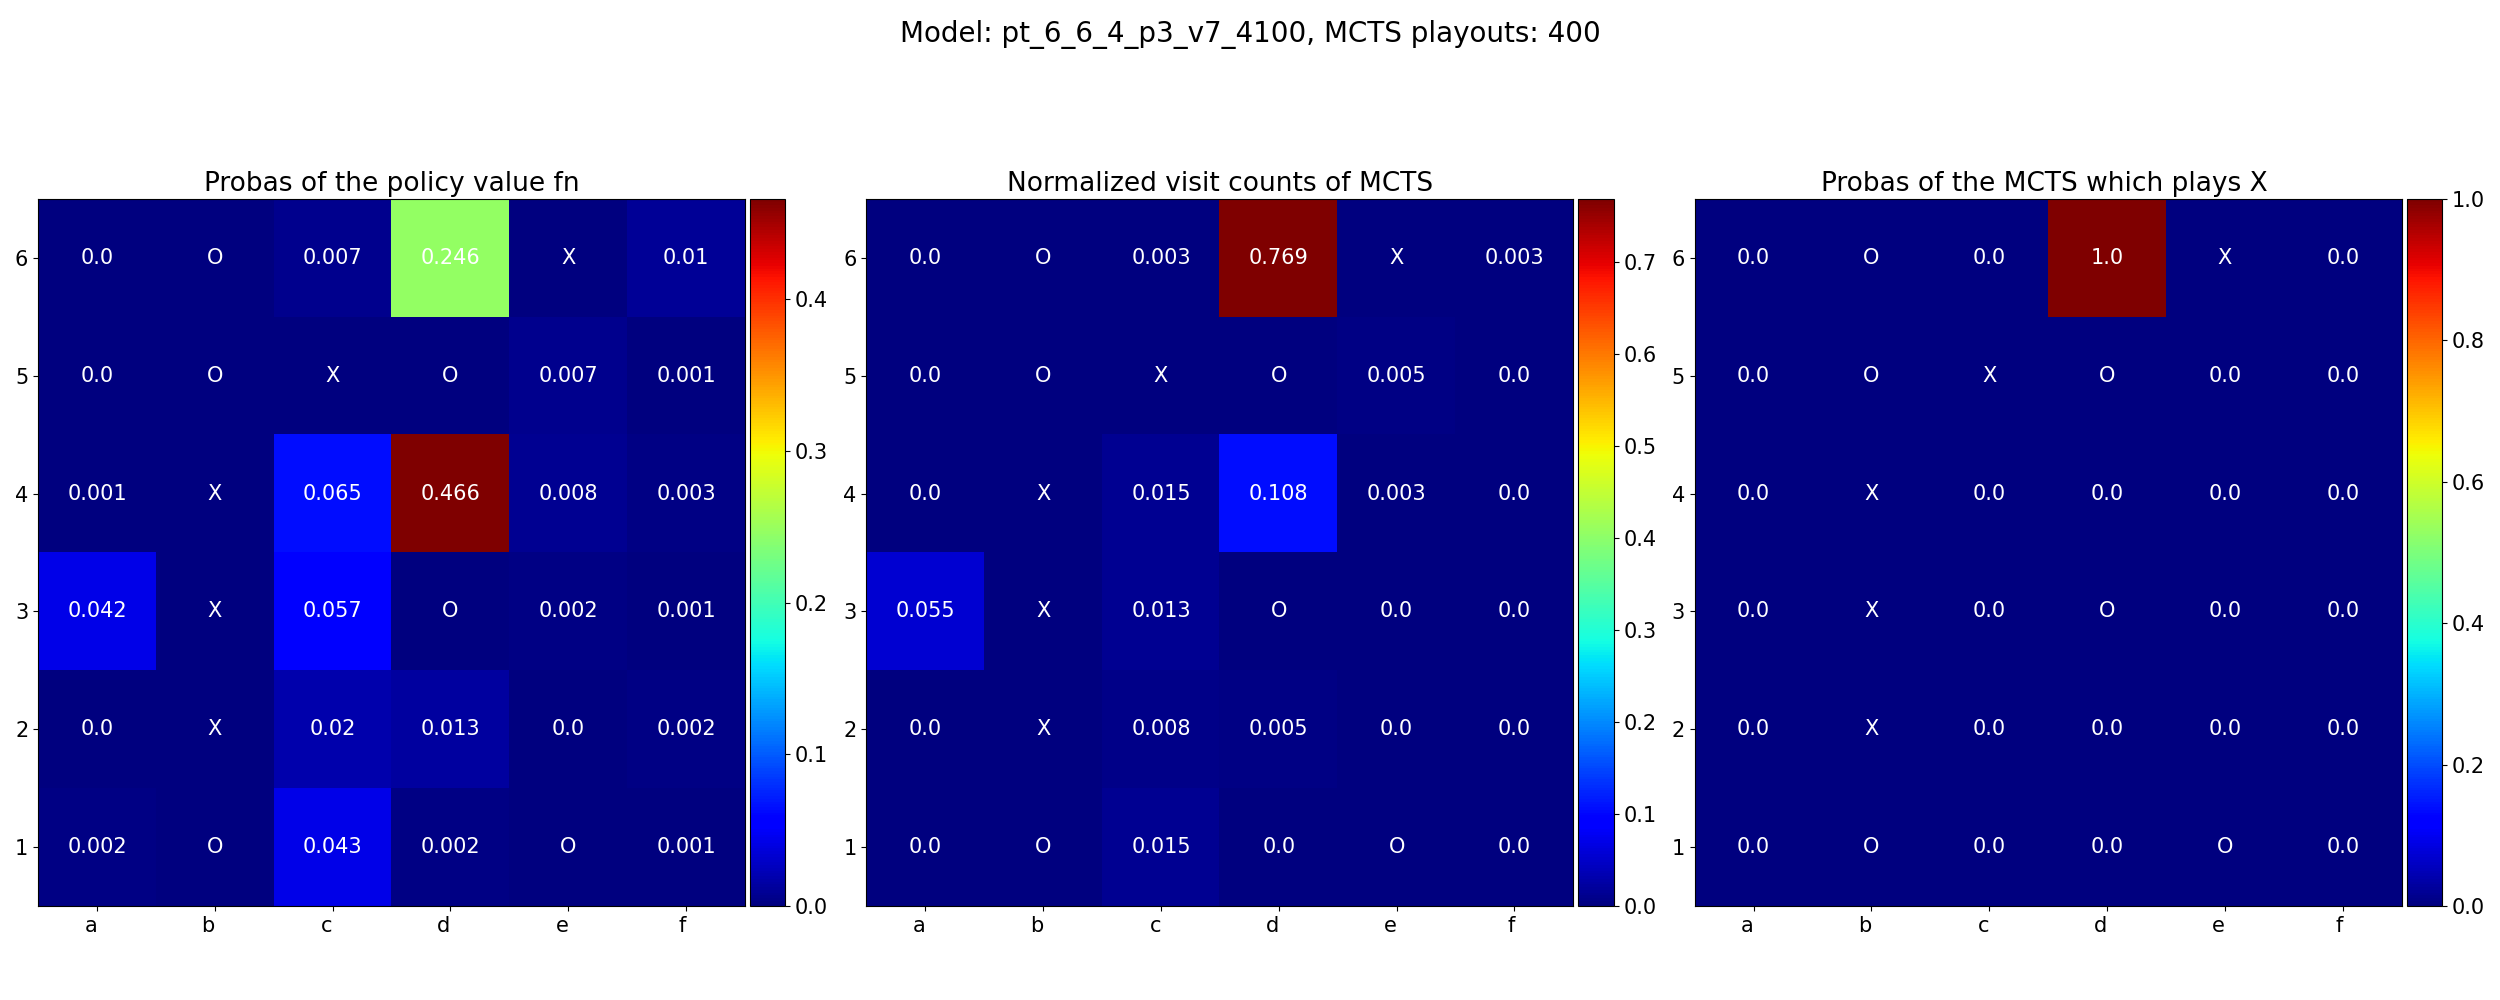 Model: pt_6_6_4_p3_v7_4100, MCTS playouts: 400
Probas of the policy value fn
6 0.0 O 0.007 0.246 X 0.01
5 0.0 O X O 0.007 0.001
4 0.001 X 0.065 0.466 0.008 0.003
3 0.042 X 0.057 O 0.002 0.001
2 0.0 X 0.02 0.013 0.0 0.002
1 0.002 O 0.043 0.002 O 0.001
a b c d e f
0.4
0.3
0.2
0.1
0.0
Normalized visit counts of MCTS
6 0.0 O 0.003 0.769 X 0.003
5 0.0 O X O 0.005 0.0
4 0.0 X 0.015 0.108 0.003 0.0
3 0.055 X 0.013 O 0.0 0.0
2 0.0 X 0.008 0.005 0.0 0.0
1 0.0 O 0.015 0.0 O 0.0
a b c d e f
0.7
0.6
0.5
0.4
0.3
0.2
0.1
0.0
Probas of the MCTS which plays X
6 0.0 O 0.0 1.0 X 0.0
5 0.0 O X O 0.0 0.0
4 0.0 X 0.0 0.0 0.0 0.0
3 0.0 X 0.0 O 0.0 0.0
2 0.0 X 0.0 0.0 0.0 0.0
1 0.0 O 0.0 0.0 O 0.0
a b c d e f
1.0
0.8
0.6
0.4
0.2
0.0